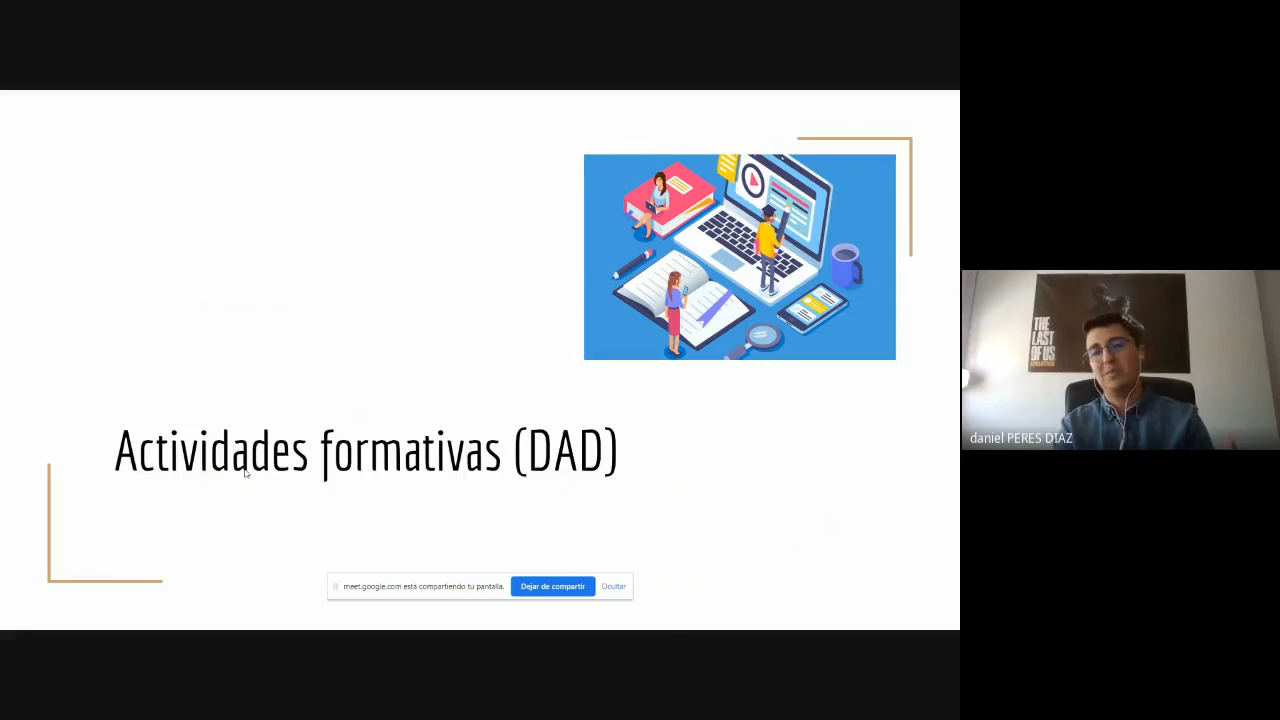 Actividades formativas (DAD)
meet.google.com está compartiendo tu pantalla.
Dejar de compartir
Ocultar
THE
LAST
OF US
daniel PERES DIAZ